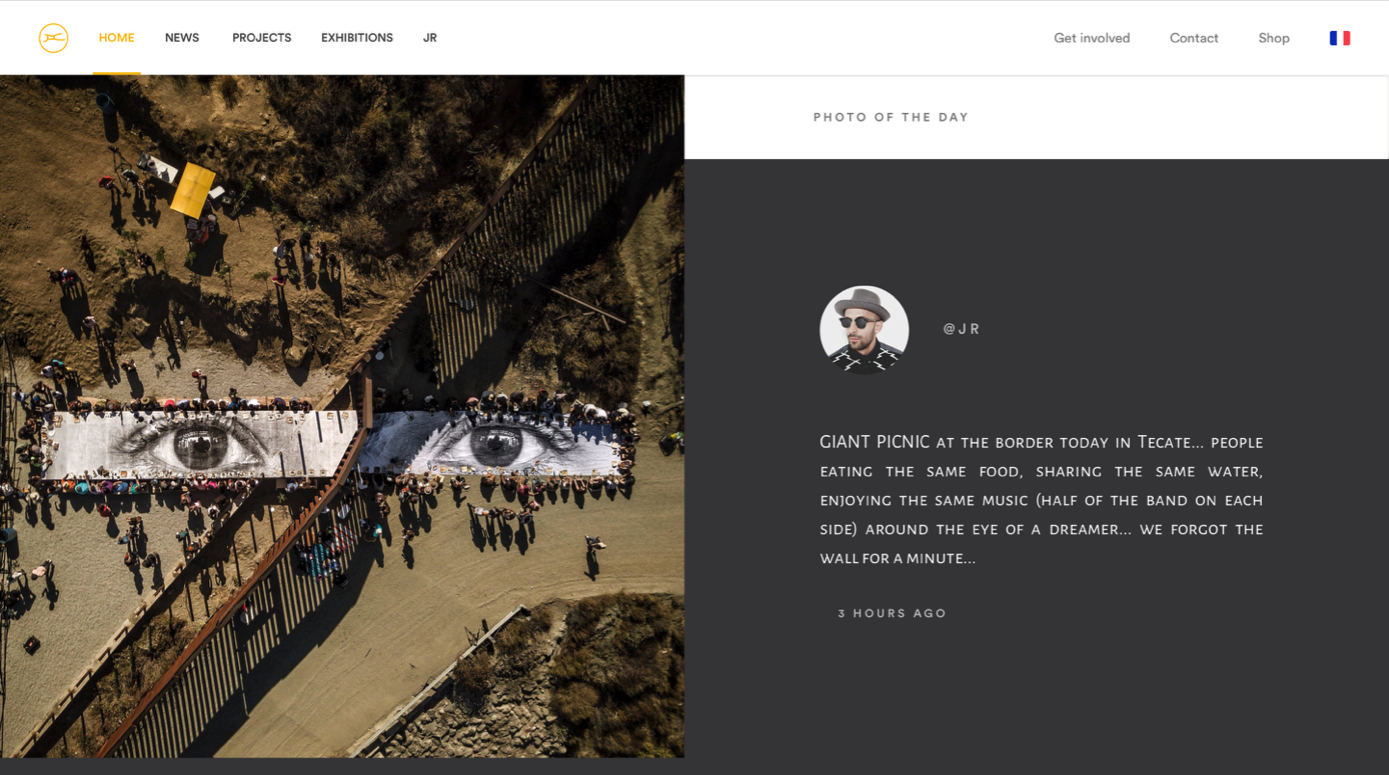 HOME NEWS PROJECTS EXHIBITIONS JR Get involved Contact Shop
PHOTO OF THE DAY
@JR
GIANT PICNIC AT THE BORDER TODAY IN TECATE... PEOPLE
EATING THE SAME FOOD, SHARING THE SAME WATER,
ENJOYING THE SAME MUSIC (HALF OF THE BAND ON EACH
SIDE) AROUND THE EYE OF A DREAMER... WE FORGOT THE
WALL FOR A MINUTE...
3 HOURS AGO